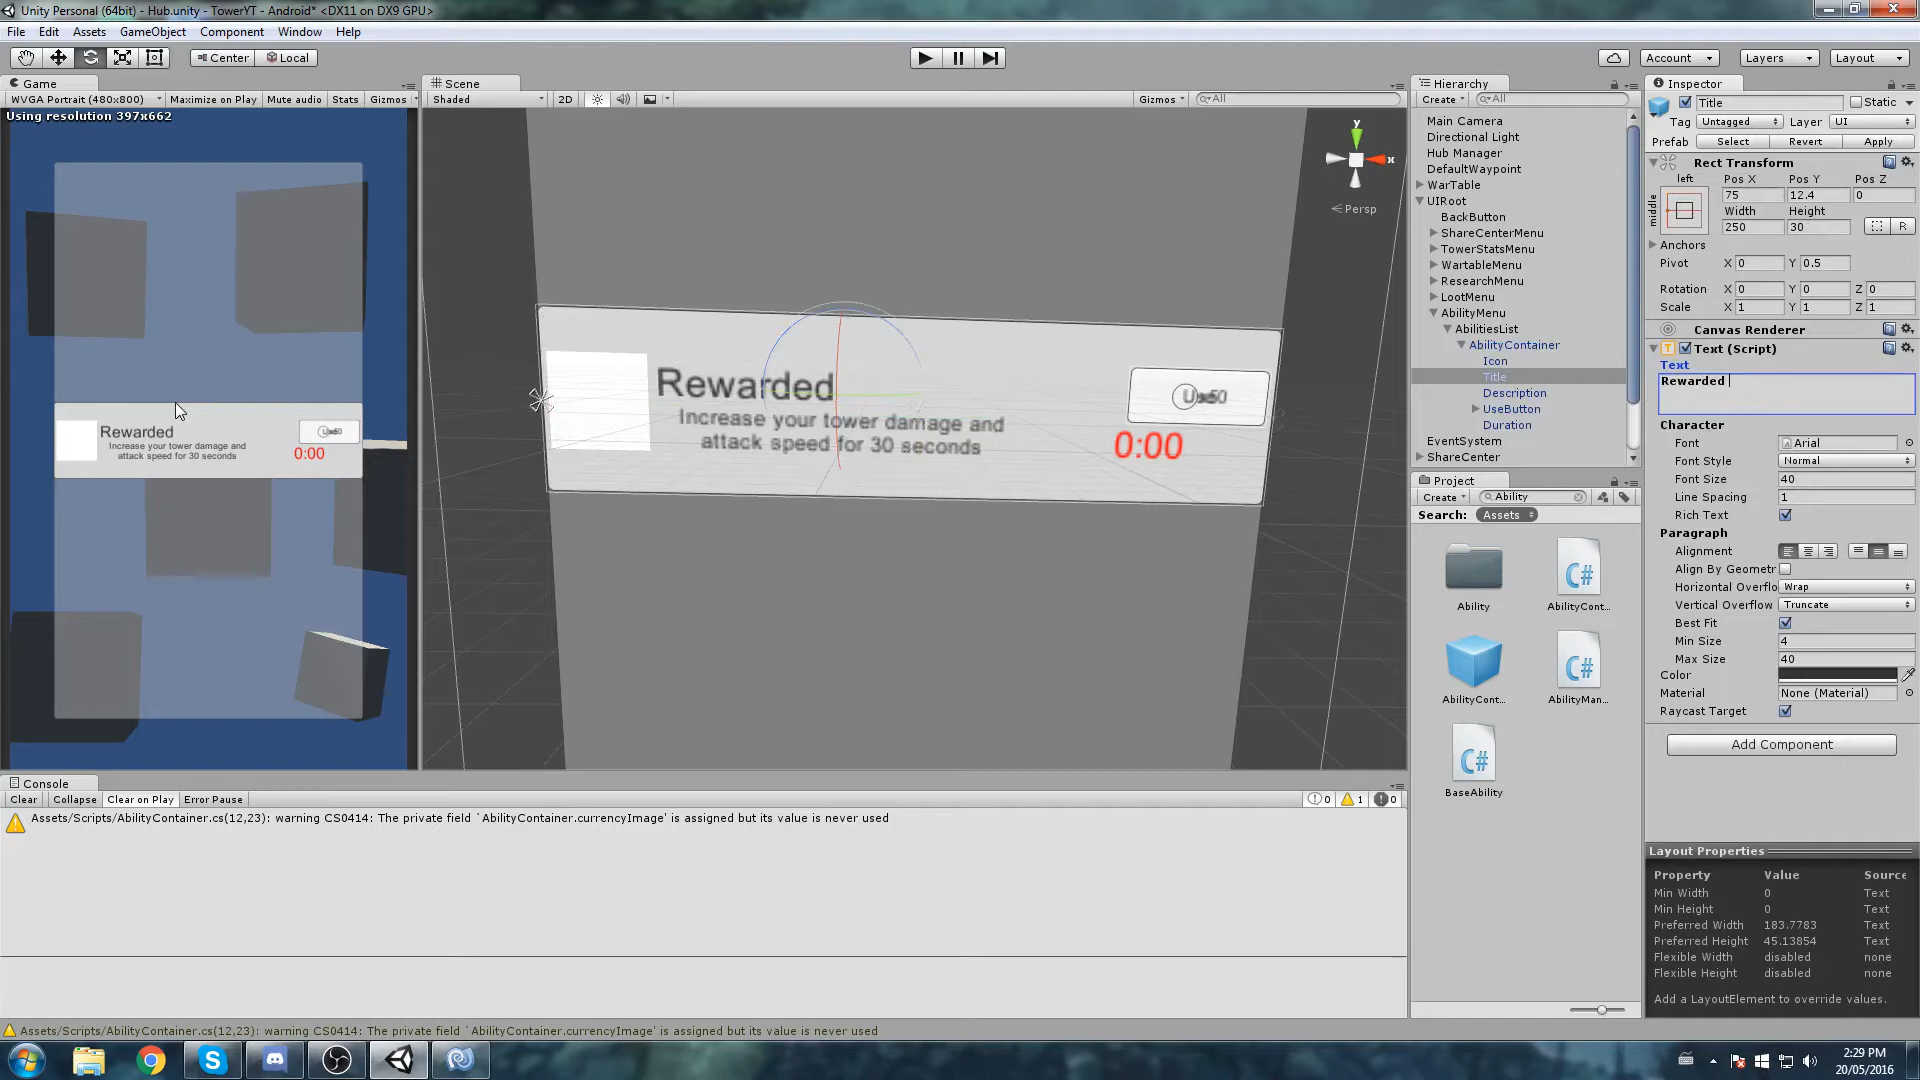 Unity Personal (64bit) - Hub.unity - TowerYT - Android* <DX11 on DX9 GPU>
File Edit Assets GameObject Component Window Help
Center Local
Account Layers Layout
Game
WVGA Portrait (480x800) Maximize on Play Mute audio Stats Gizmos
Using resolution 397x662
Rewarded
Increase your tower damage and
attack speed for 30 seconds
0:00
Scene
Shaded 2D Gizmos All
y
x
Persp
Rewarded
Increase your tower damage and
attack speed for 30 seconds
0:00
Hierarchy
Create All
Main Camera
Directional Light
Hub Manager
DefaultWaypoint
WarTable
UIRoot
BackButton
ShareCenterMenu
TowerStatsMenu
WartableMenu
ResearchMenu
LootMenu
AbilityMenu
AbilitiesList
AbilityContainer
Icon
Title
Description
UseButton
Duration
EventSystem
ShareCenter
Project
Create Ability
Search: Assets
Ability
AbilityCont...
AbilityCont...
AbilityMan...
BaseAbility
C#
C#
C#
Inspector
Title Static
Tag Untagged Layer UI
Prefab Select Revert Apply
Rect Transform
left
middle
Pos X Pos Y Pos Z
75 12.4 0
Width Height
250 30
R
Anchors
Pivot X 0 Y 0.5
Rotation X 0 Y 0 Z 0
Scale X 1 Y 1 Z 1
Canvas Renderer
Text (Script)
Text
Rewarded
Character
Font Arial
Font Style Normal
Font Size 40
Line Spacing 1
Rich Text
Paragraph
Alignment
Align By Geometr
Horizontal Overflo Wrap
Vertical Overflow Truncate
Best Fit
Min Size 4
Max Size 40
Color
Material None (Material)
Raycast Target
Add Component
Layout Properties
Property Value Source
Min Width 0 Text
Min Height 0 Text
Preferred Width 183.7783 Text
Preferred Height 45.13854 Text
Flexible Width disabled none
Flexible Height disabled none
Add a LayoutElement to override values.
Console
Clear Collapse Clear on Play Error Pause 0 1 0
Assets/Scripts/AbilityContainer.cs(12,23): warning CS0414: The private field `AbilityContainer.currencyImage' is assigned but its value is never used
Assets/Scripts/AbilityContainer.cs(12,23): warning CS0414: The private field `AbilityContainer.currencyImage' is assigned but its value is never used
2:29 PM
20/05/2016